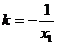 k = -1/x₁